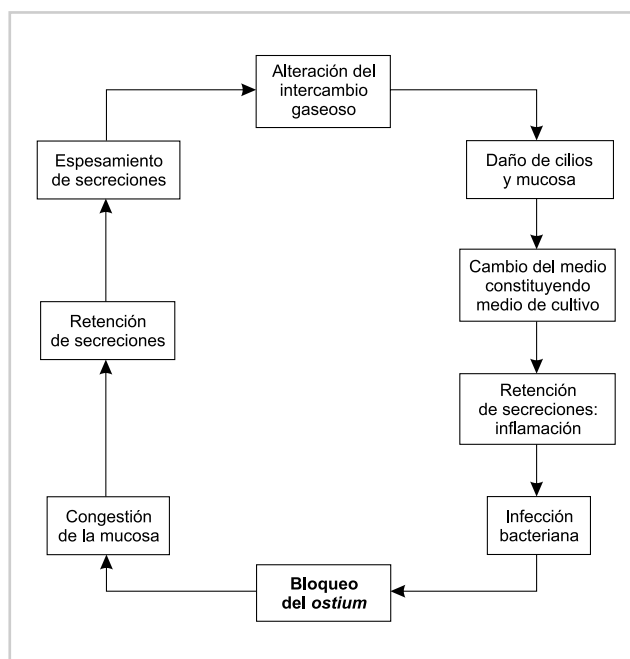 Alteración del
intercambio
gaseoso
Espesamiento
de secreciones
Daño de cilios
y mucosa
Cambio del medio
constituyendo
medio de cultivo
Retención
de secreciones
Retención
de secreciones:
inflamación
Congestión
de la mucosa
Infección
bacteriana
Bloqueo
del ostium